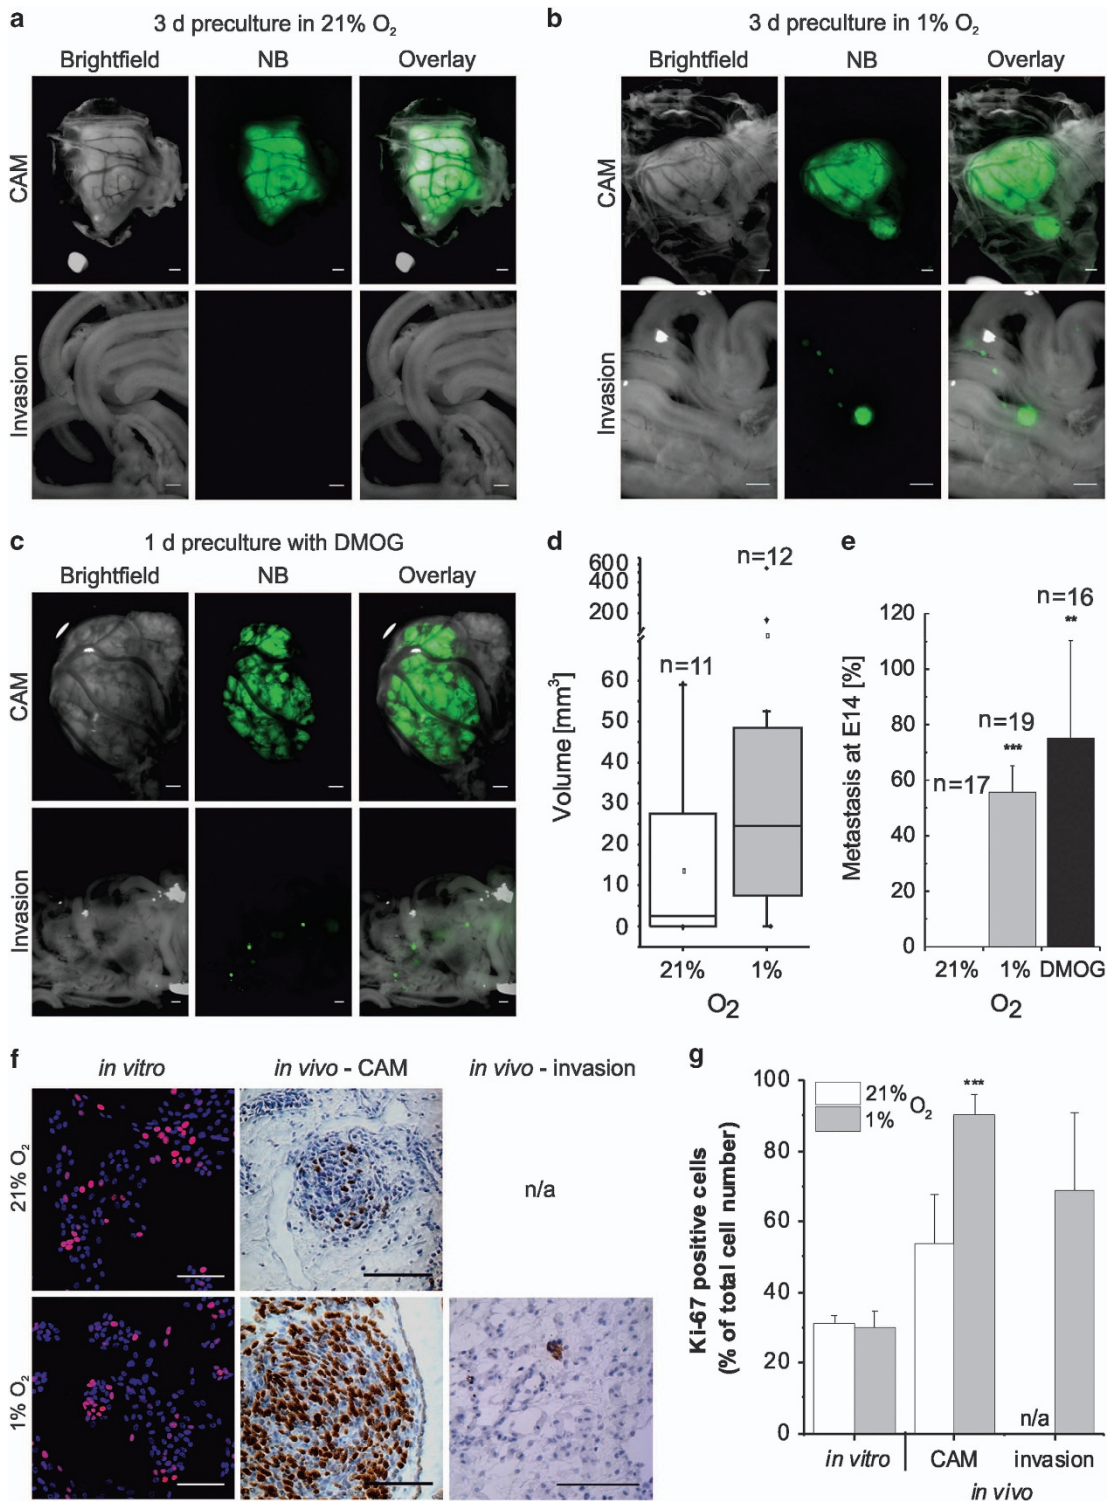 a
3 d preculture in 21% O2
Brightfield NB Overlay
CAM
Invasion
b
3 d preculture in 1% O2
Brightfield NB Overlay
CAM
Invasion
c
1 d preculture with DMOG
Brightfield NB Overlay
CAM
Invasion
d
Volume [mm3]
600
400
200
60
50
40
30
20
10
0
n=11
n=12
21% 1%
O2
e
Metastasis at E14 [%]
120
100
80
60
40
20
0
n=17
n=19
***
n=16
**
21% 1% DMOG
O2
f
in vitro in vivo - CAM in vivo - invasion
21% O2
n/a
1% O2
g
Ki-67 positive cells
(% of total cell number)
100
80
60
40
20
0
21%
1%
O2
***
n/a
in vitro CAM invasion
in vivo